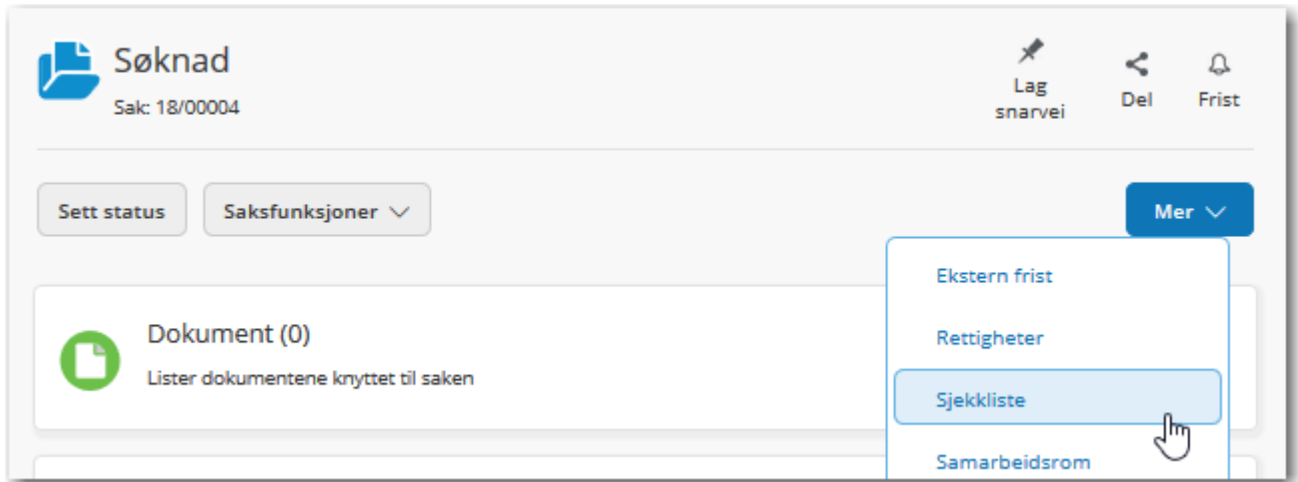 Søknad
Sak: 18/00004
Lag
snarvei
Del
Frist
Sett status
Saksfunksjoner
Mer
Ekstern frist
Rettigheter
Sjekkliste
Samarbeidsrom
Dokument (0)
Lister dokumentene knyttet til saken